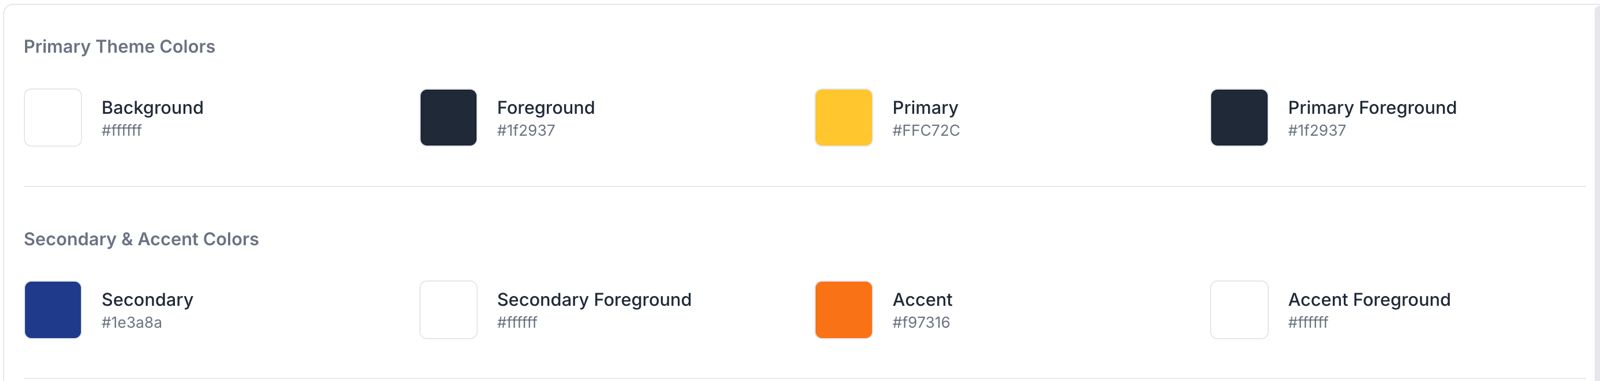 Primary Theme Colors
Background
#ffffff
Foreground
#1f2937
Primary
#FFC72C
Primary Foreground
#1f2937
Secondary & Accent Colors
Secondary
#1e3a8a
Secondary Foreground
#ffffff
Accent
#f97316
Accent Foreground
#ffffff